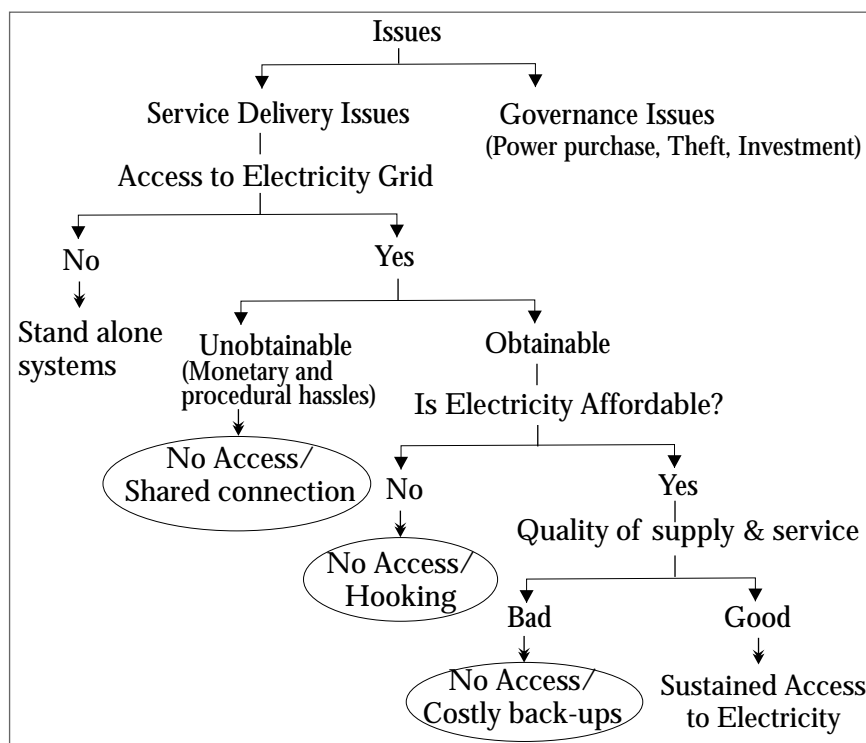 Issues
Service Delivery Issues
Governance Issues
(Power purchase, Theft, Investment)
Access to Electricity Grid
No
Yes
Stand alone
systems
Unobtainable
(Monetary and
procedural hassles)
Obtainable
Is Electricity Affordable?
No Access/
Shared connection
No
Yes
Quality of supply & service
No Access/
Hooking
Bad
Good
No Access/
Costly back-ups
Sustained Access
to Electricity